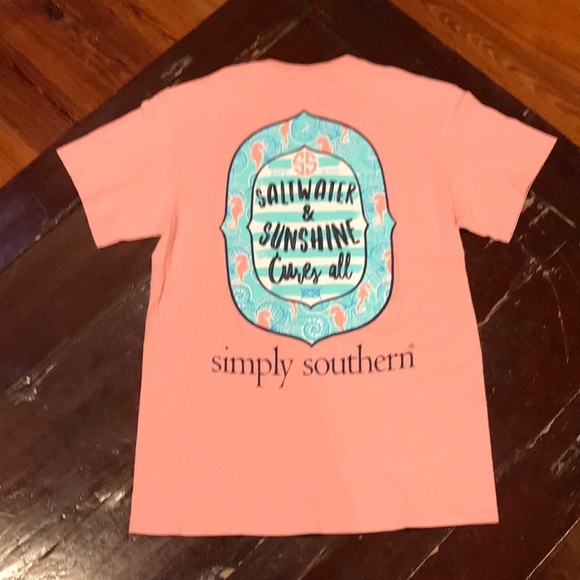 SS
SALTWATER
&
SUNSHINE
Cures all
simply southern®